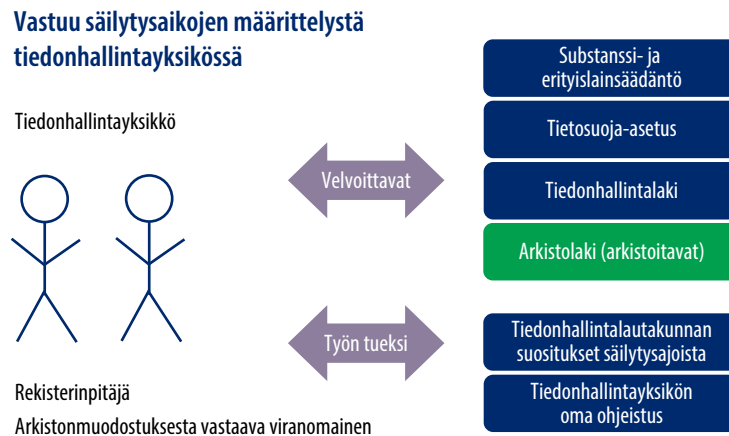 Vastuu säilytysaikojen määrittelystä
tiedonhallintayksikössä
Tiedonhallintayksikkö
Velvoittavat
Substanssi- ja
erityislainsäädäntö
Tietosuoja-asetus
Tiedonhallintalaki
Arkistolaki (arkistoitavat)
Työn tueksi
Tiedonhallintalautakunnan
suositukset säilytysajoista
Tiedonhallintayksikön
oma ohjeistus
Rekisterinpitäjä
Arkistonmuodostuksesta vastaava viranomainen